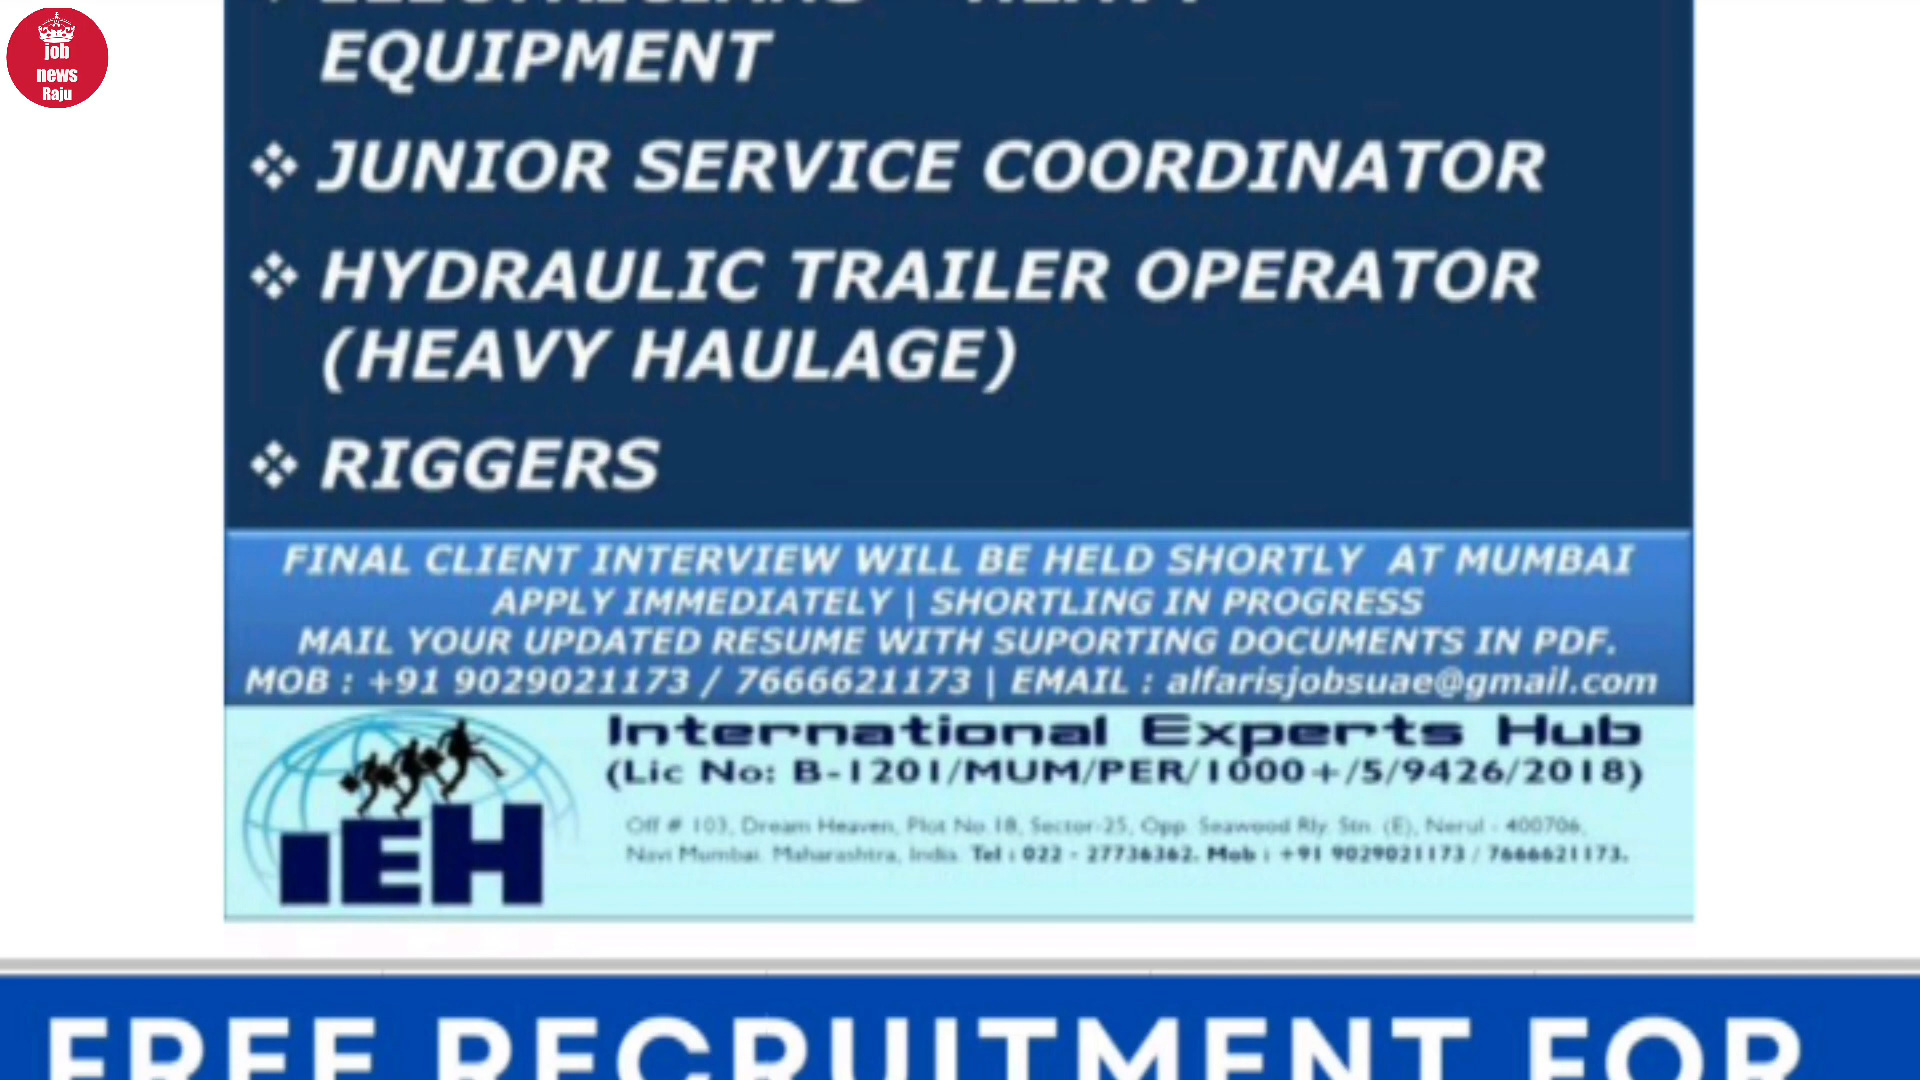 job
news
Raju
EQUIPMENT
❖ JUNIOR SERVICE COORDINATOR
❖ HYDRAULIC TRAILER OPERATOR
(HEAVY HAULAGE)
❖ RIGGERS
FINAL CLIENT INTERVIEW WILL BE HELD SHORTLY AT MUMBAI
APPLY IMMEDIATELY | SHORTLING IN PROGRESS
MAIL YOUR UPDATED RESUME WITH SUPORTING DOCUMENTS IN PDF.
MOB : +91 9029021173 / 7666621173 | EMAIL : alfarisjobsuae@gmail.com
International Experts Hub
(Lic No: B-1201/MUM/PER/1000+/5/9426/2018)
Off # 103, Dream Heaven, Plot No.18, Sector-25, Opp. Seawood Rly. Stn. (E), Nerul - 400706,
Navi Mumbai. Maharashtra, India. Tel : 022 - 27736362. Mob : +91 9029021173 / 7666621173.
IEH
FREE RECRUITMENT FOR